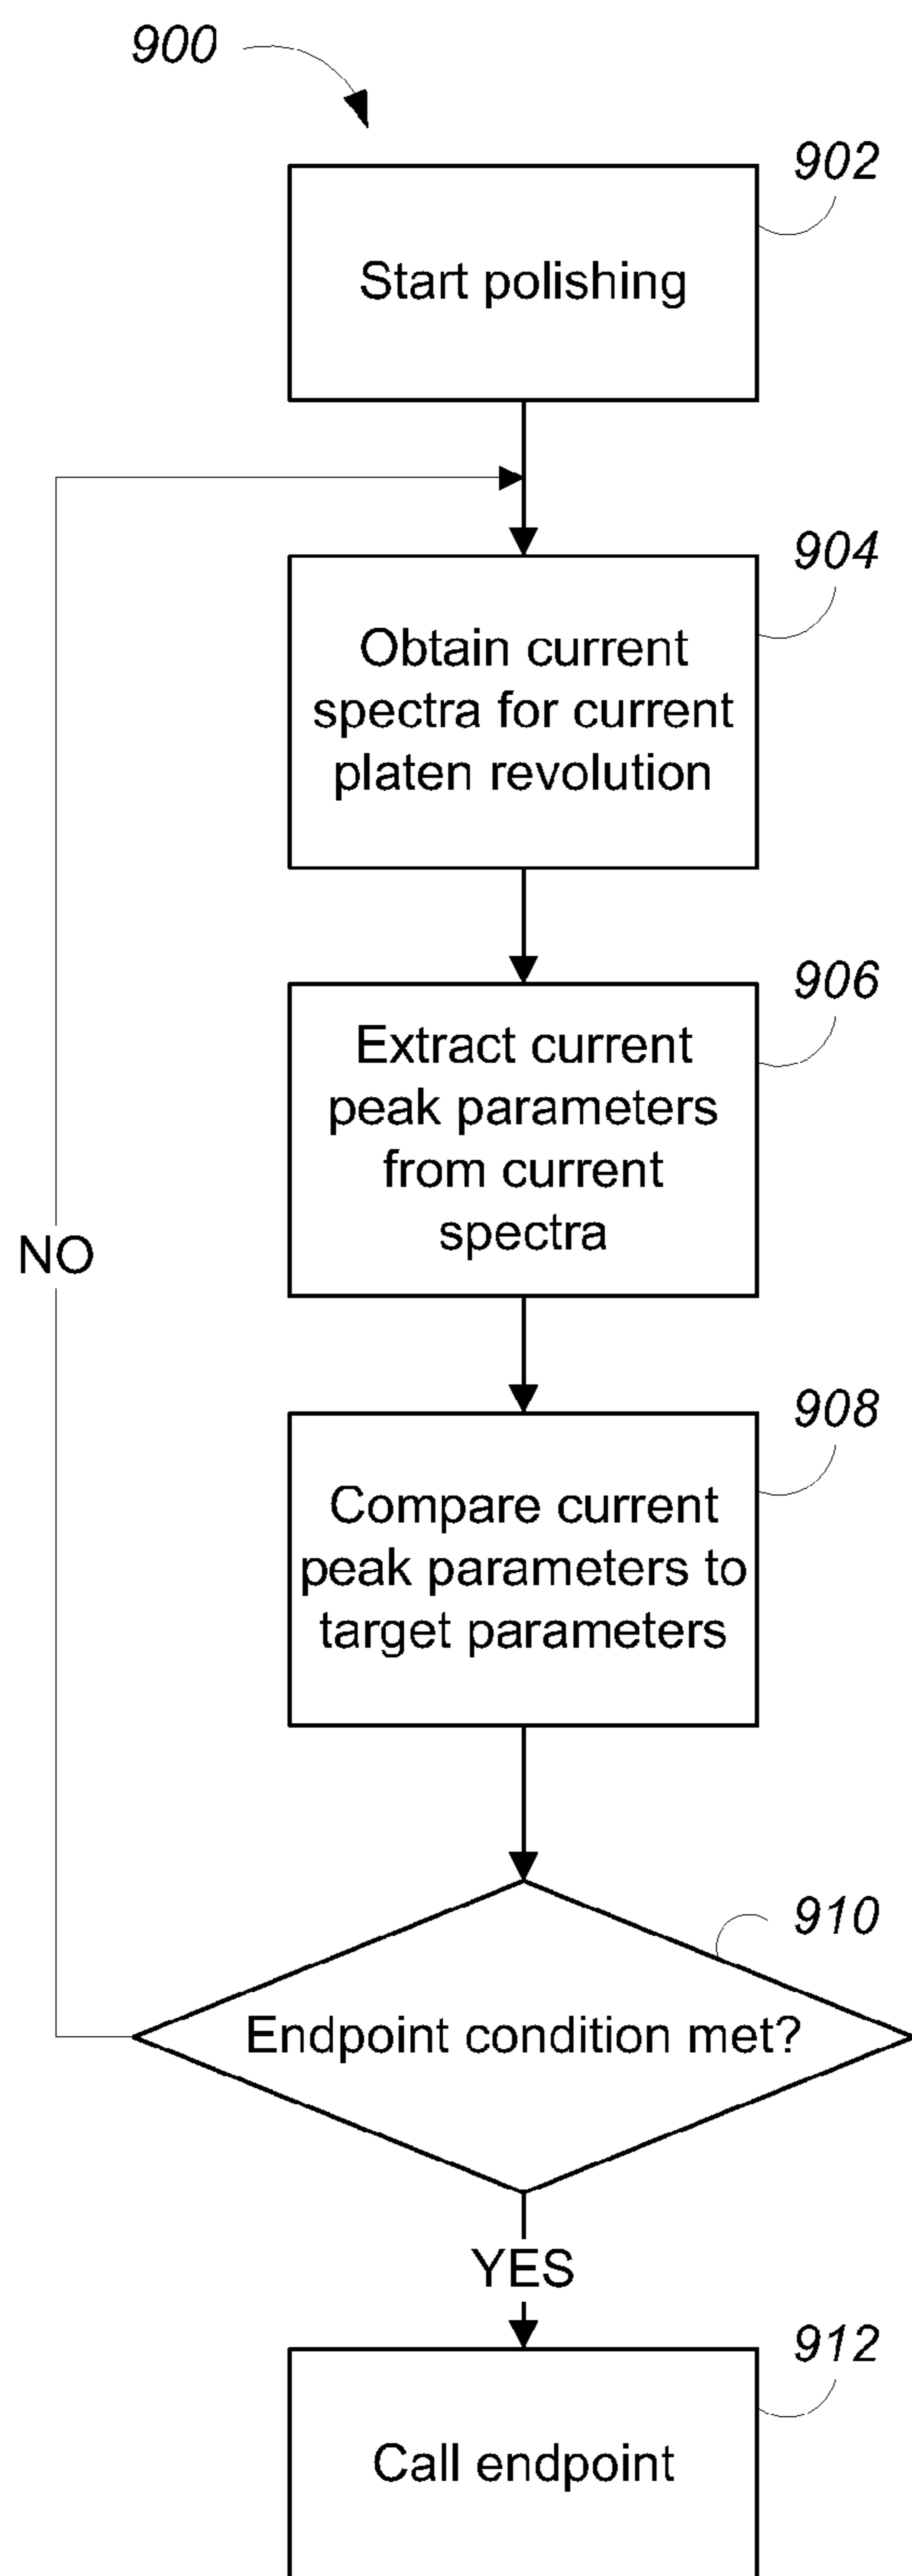 900
902
Start polishing
904
Obtain current
spectra for current
platen revolution
906
Extract current
peak parameters
from current
spectra
NO
908
Compare current
peak parameters to
target parameters
910
Endpoint condition met?
YES
912
Call endpoint